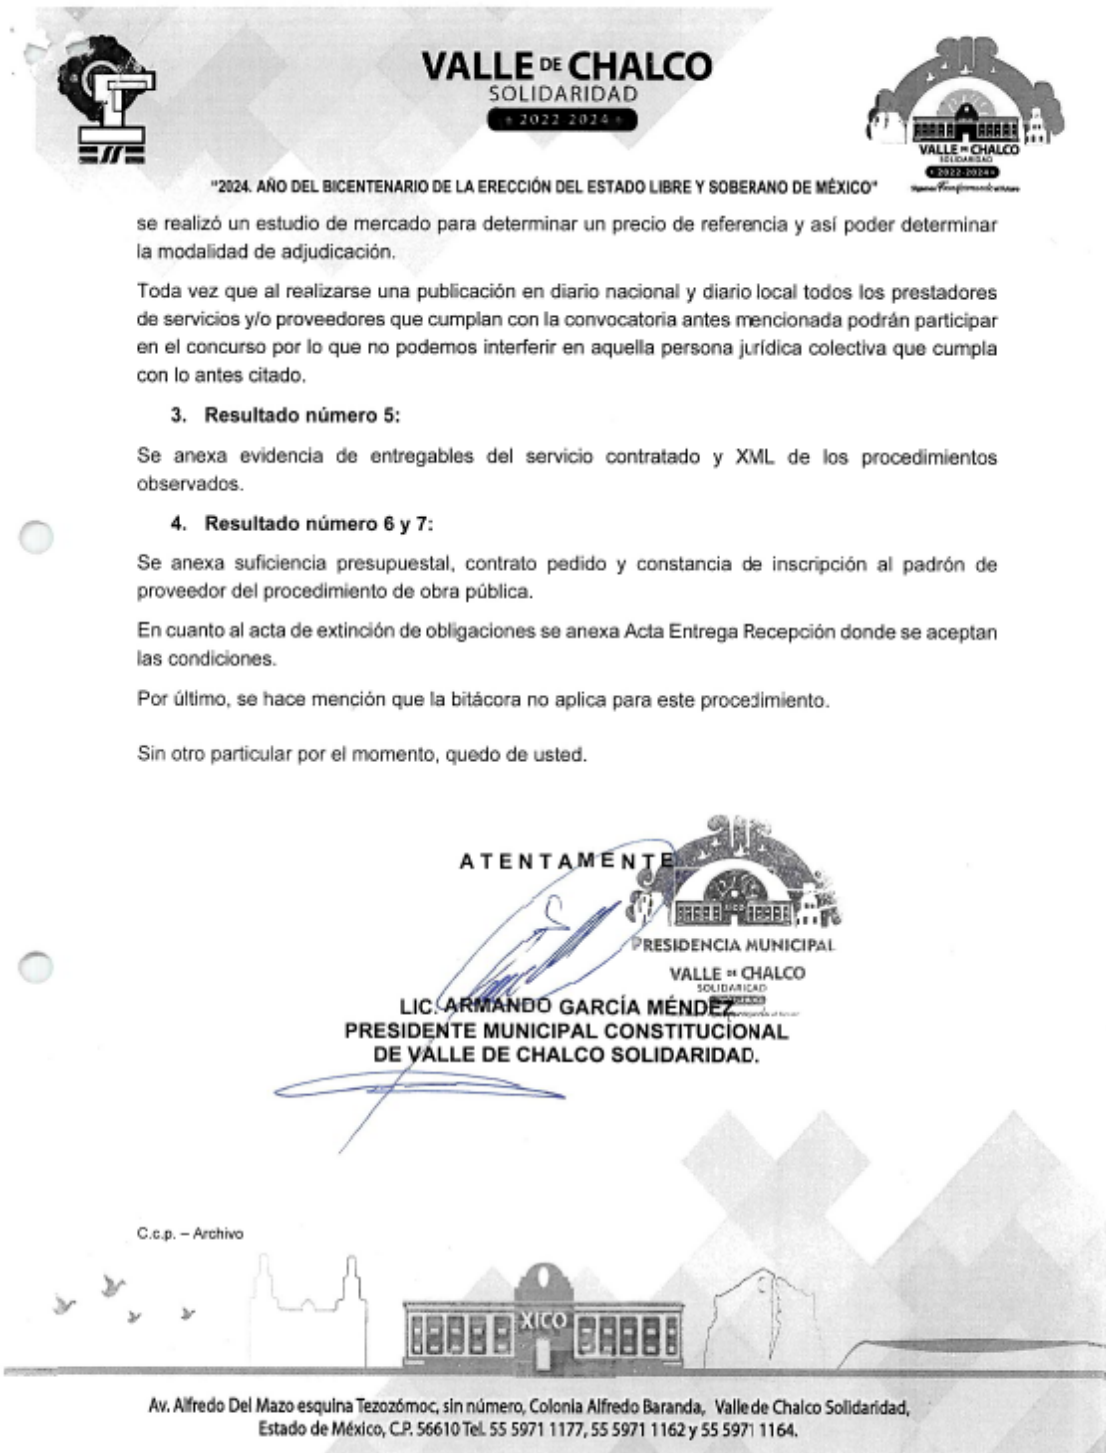 VALLE DE CHALCO
SOLIDARIDAD
2022-2024
VALLE DE CHALCO
SOLIDARIDAD
2022-2024
"2024. AÑO DEL BICENTENARIO DE LA ERECCIÓN DEL ESTADO LIBRE Y SOBERANO DE MÉXICO"
se realizó un estudio de mercado para determinar un precio de referencia y así poder determinar
la modalidad de adjudicación.
Toda vez que al realizarse una publicación en diario nacional y diario local todos los prestadores
de servicios y/o proveedores que cumplan con la convocatoria antes mencionada podrán participar
en el concurso por lo que no podemos interferir en aquella persona jurídica colectiva que cumpla
con lo antes citado.
3. Resultado número 5:
Se anexa evidencia de entregables del servicio contratado y XML de los procedimientos
observados.
4. Resultado número 6 y 7:
Se anexa suficiencia presupuestal, contrato pedido y constancia de inscripción al padrón de
proveedor del procedimiento de obra pública.
En cuanto al acta de extinción de obligaciones se anexa Acta Entrega Recepción donde se aceptan
las condiciones.
Por último, se hace mención que la bitácora no aplica para este procedimiento.
Sin otro particular por el momento, quedo de usted.
ATENTAMENTE
PRESIDENCIA MUNICIPAL
VALLE DE CHALCO
SOLIDARIDAD
LIC. ARMANDO GARCÍA MÉNDEZ
PRESIDENTE MUNICIPAL CONSTITUCIONAL
DE VALLE DE CHALCO SOLIDARIDAD.
C.c.p. – Archivo
XICO
Av. Alfredo Del Mazo esquina Tezozómoc, sin número, Colonia Alfredo Baranda, Valle de Chalco Solidaridad,
Estado de México, C.P. 56610 Tel. 55 5971 1177, 55 5971 1162 y 55 5971 1164.